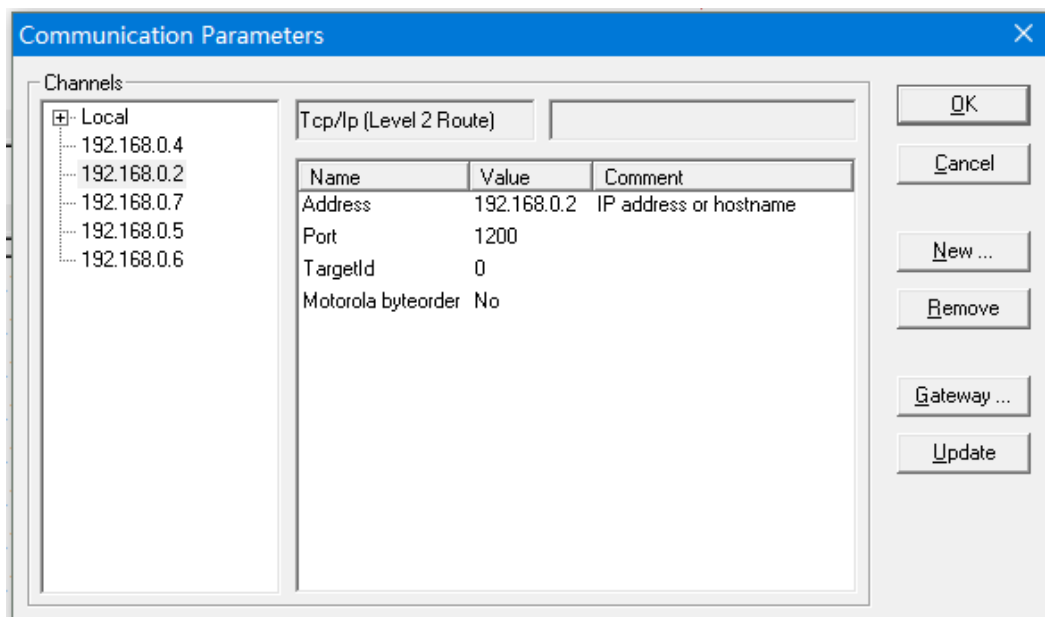 Communication Parameters
Channels
Local
192.168.0.4
192.168.0.2
192.168.0.7
192.168.0.5
192.168.0.6
Tcp/Ip (Level 2 Route)
Name Value Comment
Address 192.168.0.2 IP address or hostname
Port 1200
TargetId 0
Motorola byteorder No
OK
Cancel
New ...
Remove
Gateway ...
Update